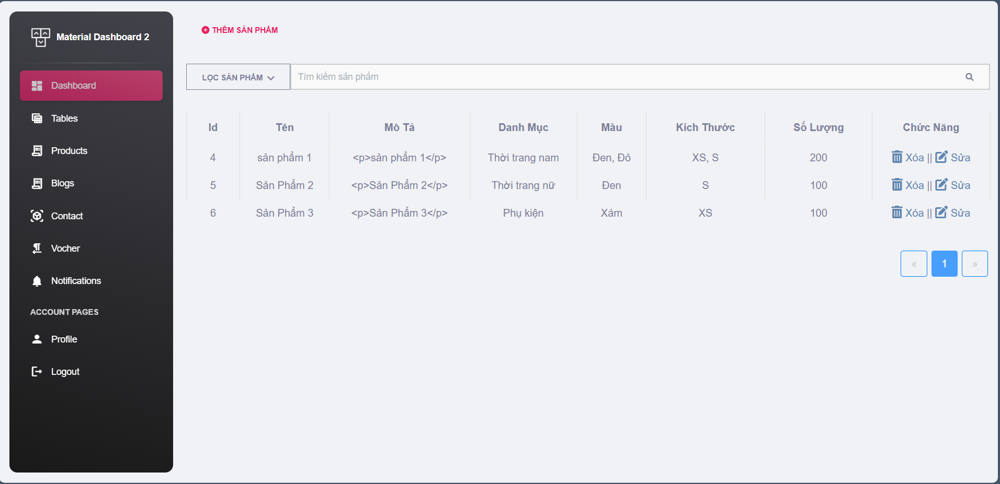 Material Dashboard 2
Dashboard
Tables
Products
Blogs
Contact
Vocher
Notifications
ACCOUNT PAGES
Profile
Logout
THÊM SẢN PHẨM
LỌC SẢN PHẨM
Tìm kiếm sản phẩm
Id Tên Mô Tả Danh Mục Màu Kích Thước Số Lượng Chức Năng
4 sản phẩm 1 <p>sản phẩm 1</p> Thời trang nam Đen, Đỏ XS, S 200 Xóa || Sửa
5 Sản Phẩm 2 <p>Sản Phẩm 2</p> Thời trang nữ Đen S 100 Xóa || Sửa
6 Sản Phẩm 3 <p>Sản Phẩm 3</p> Phụ kiện Xám XS 100 Xóa || Sửa
« 1 »